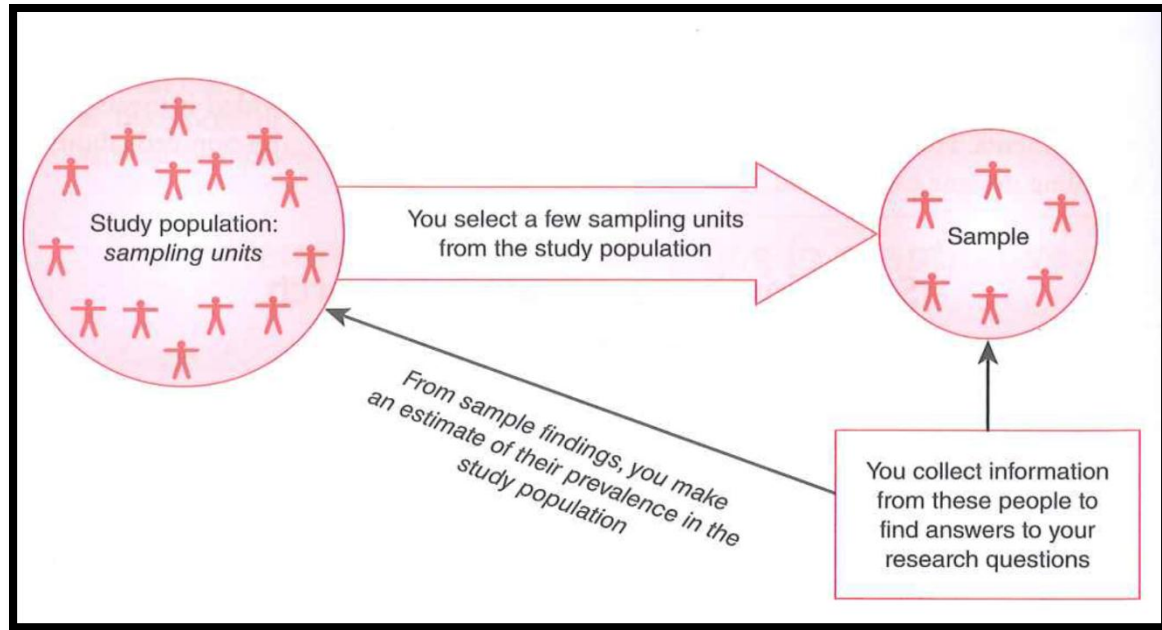 Study population:
sampling units
You select a few sampling units
from the study population
Sample
From sample findings, you make
an estimate of their prevalence in the
study population
You collect information
from these people to
find answers to your
research questions